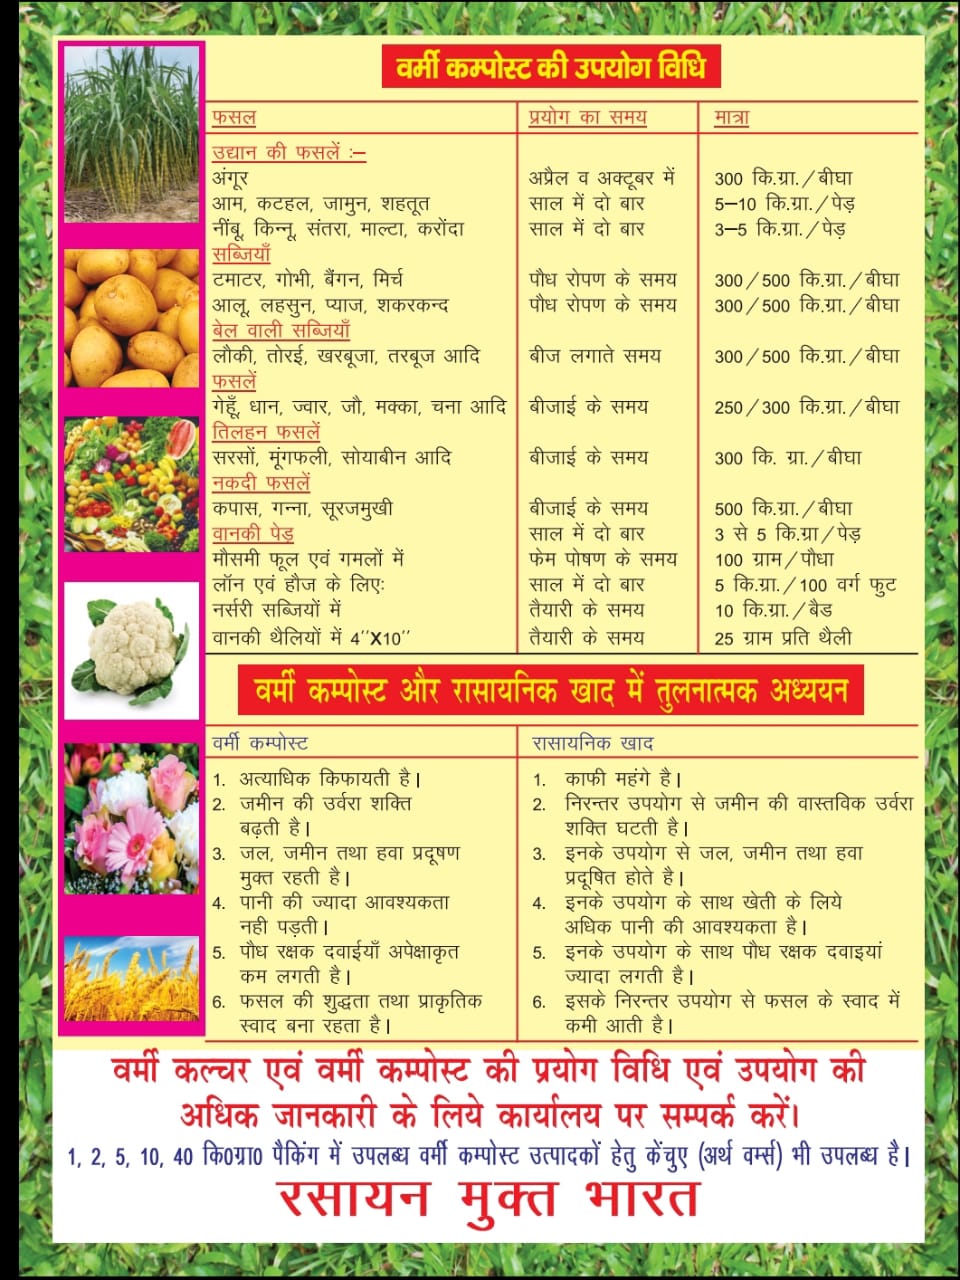 वर्मी कम्पोस्ट की उपयोग विधि
फसल प्रयोग का समय मात्रा
उद्यान की फसलें :–
अंगूर अप्रैल व अक्टूबर में 300 कि.ग्रा./बीघा
आम, कटहल, जामुन, शहतूत साल में दो बार 5–10 कि.ग्रा./पेड़
नींबू, किन्नू, संतरा, माल्टा, करोंदा साल में दो बार 3–5 कि.ग्रा./पेड़
सब्जियाँ
टमाटर, गोभी, बैंगन, मिर्च पौध रोपण के समय 300/500 कि.ग्रा./बीघा
आलू, लहसुन, प्याज, शकरकन्द पौध रोपण के समय 300/500 कि.ग्रा./बीघा
बेल वाली सब्जियाँ
लौकी, तोरई, खरबूजा, तरबूज आदि बीज लगाते समय 300/500 कि.ग्रा./बीघा
फसलें
गेहूँ, धान, ज्वार, जौ, मक्का, चना आदि बीजाई के समय 250/300 कि.ग्रा./बीघा
तिलहन फसलें
सरसों, मूंगफली, सोयाबीन आदि बीजाई के समय 300 कि. ग्रा./बीघा
नकदी फसलें
कपास, गन्ना, सूरजमुखी बीजाई के समय 500 कि.ग्रा./बीघा
वानकी पेड़ साल में दो बार 3 से 5 कि.ग्रा/पेड़
मौसमी फूल एवं गमलों में फेम पोषण के समय 100 ग्राम/पौधा
लॉन एवं हौज के लिएः साल में दो बार 5 कि.ग्रा./100 वर्ग फुट
नर्सरी सब्जियों में तैयारी के समय 10 कि.ग्रा./बैड
वानकी थैलियों में 4''X10'' तैयारी के समय 25 ग्राम प्रति थैली
वर्मी कम्पोस्ट और रासायनिक खाद में तुलनात्मक अध्ययन
वर्मी कम्पोस्ट रासायनिक खाद
1. अत्याधिक किफायती है। 1. काफी महंगे है।
2. जमीन की उर्वरा शक्ति 2. निरन्तर उपयोग से जमीन की वास्तविक उर्वरा
बढ़ती है। शक्ति घटती है।
3. जल, जमीन तथा हवा प्रदूषण 3. इनके उपयोग से जल, जमीन तथा हवा
मुक्त रहती है। प्रदूषित होते है।
4. पानी की ज्यादा आवश्यकता 4. इनके उपयोग के साथ खेती के लिये
नही पड़ती। अधिक पानी की आवश्यकता है।
5. पौध रक्षक दवाईयाँ अपेक्षाकृत 5. इनके उपयोग के साथ पौध रक्षक दवाइयां
कम लगती है। ज्यादा लगती है।
6. फसल की शुद्धता तथा प्राकृतिक 6. इसके निरन्तर उपयोग से फसल के स्वाद में
स्वाद बना रहता है। कमी आती है।
वर्मी कल्चर एवं वर्मी कम्पोस्ट की प्रयोग विधि एवं उपयोग की
अधिक जानकारी के लिये कार्यालय पर सम्पर्क करें।
1, 2, 5, 10, 40 कि0ग्रा0 पैकिंग में उपलब्ध वर्मी कम्पोस्ट उत्पादकों हेतु केंचुए (अर्थ वर्म्स) भी उपलब्ध है।
रसायन मुक्त भारत